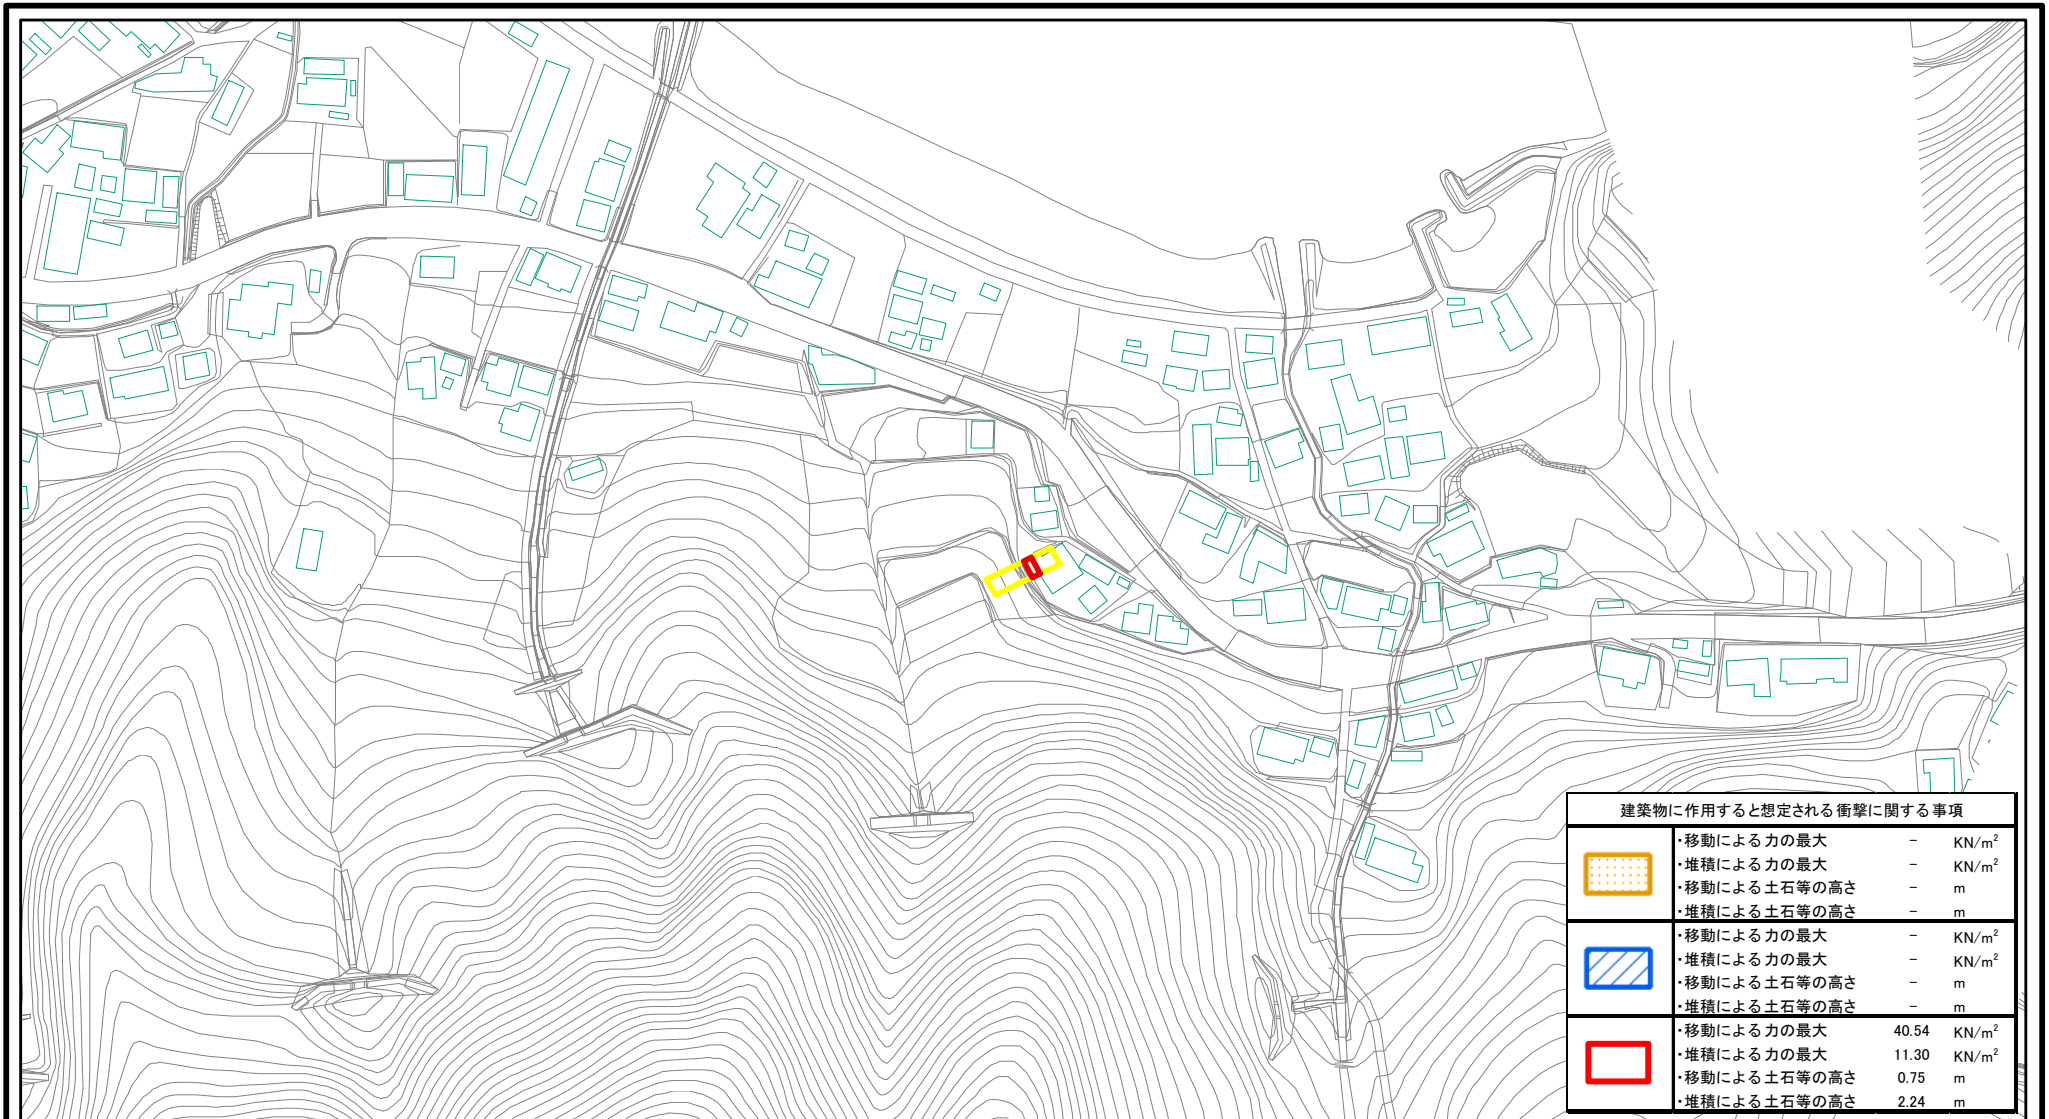 建築物に作用すると想定される衝撃に関する事項
・移動による力の最大 － KN/m²
・堆積による力の最大 － KN/m²
・移動による土石等の高さ － m
・堆積による土石等の高さ － m
・移動による力の最大 － KN/m²
・堆積による力の最大 － KN/m²
・移動による土石等の高さ － m
・堆積による土石等の高さ － m
・移動による力の最大 40.54 KN/m²
・堆積による力の最大 11.30 KN/m²
・移動による土石等の高さ 0.75 m
・堆積による土石等の高さ 2.24 m